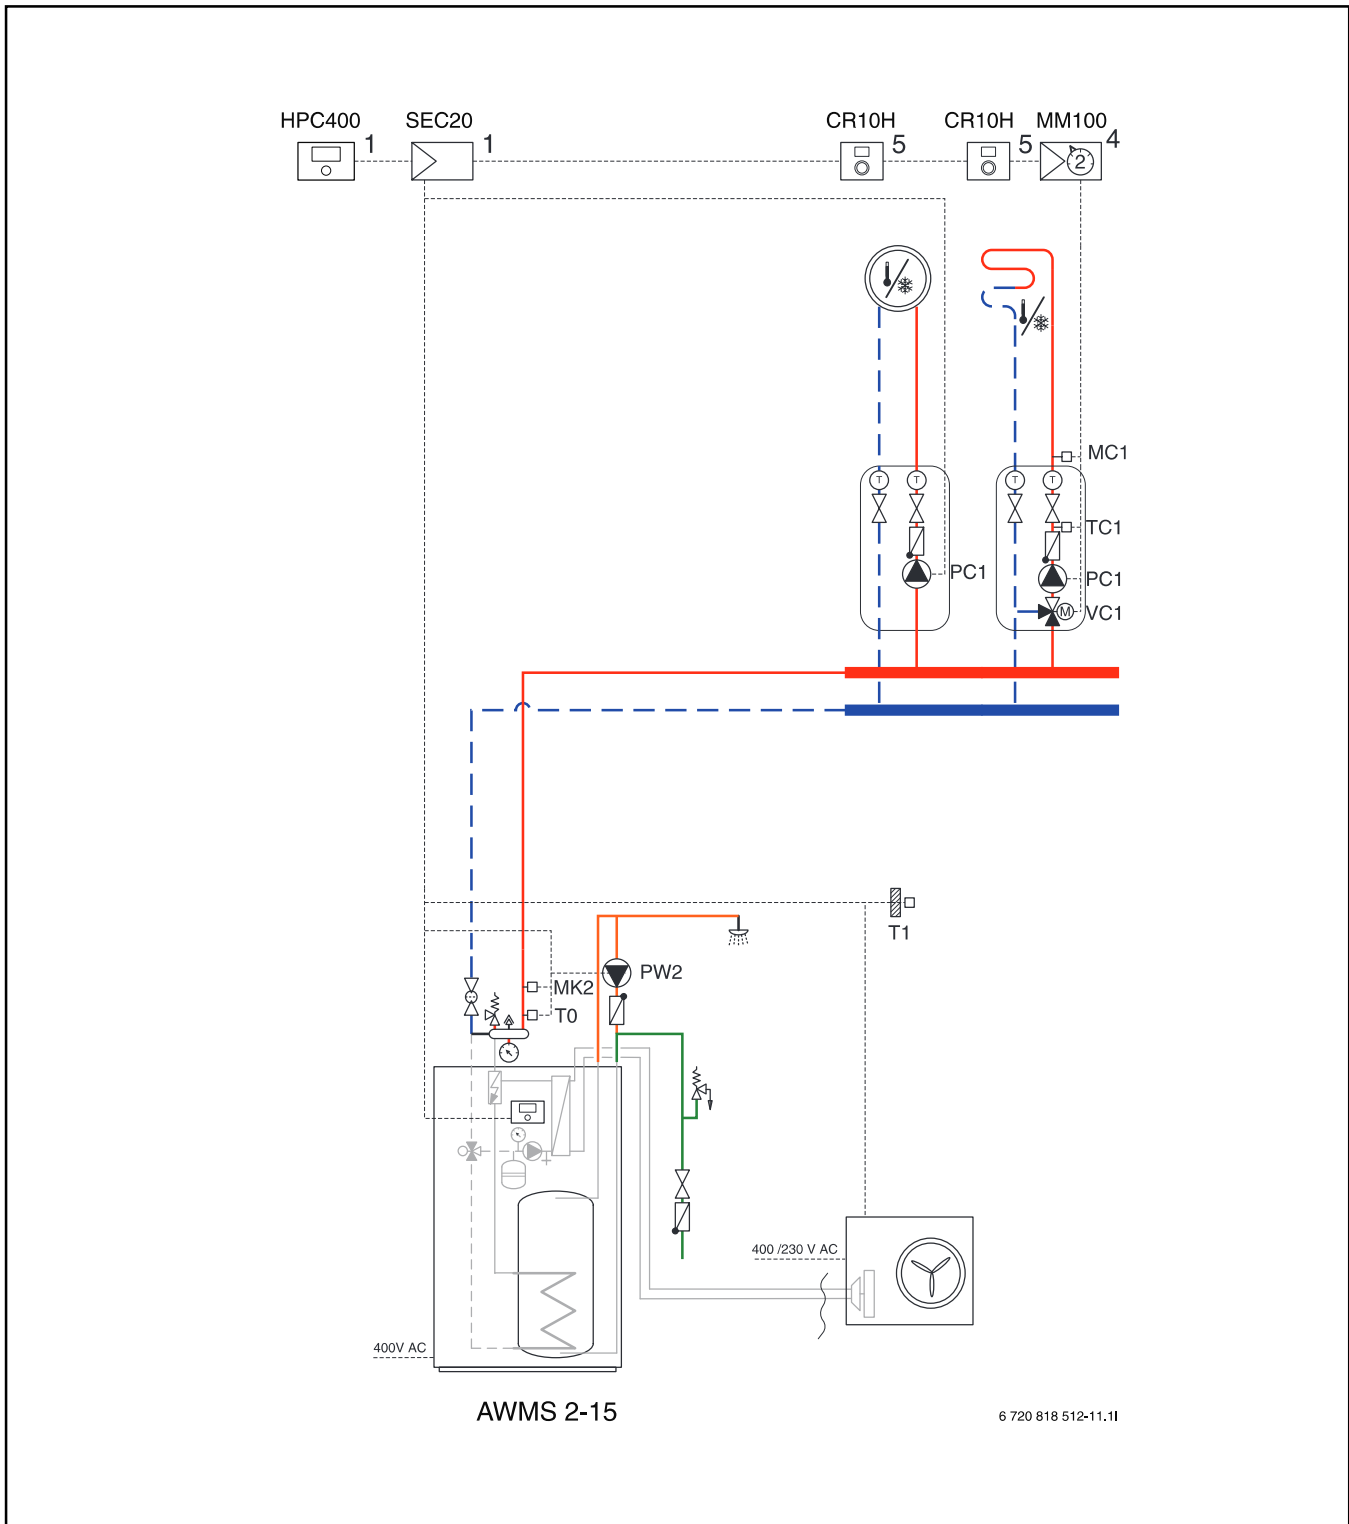 HPC400 SEC20 CR10H CR10H MM100
1 1 5 5 4
2
MC1
T T T T
TC1
PC1 PC1
M VC1
T1
PW2
MK2
T0
400 /230 V AC
400V AC
AWMS 2-15
6 720 818 512-11.1I